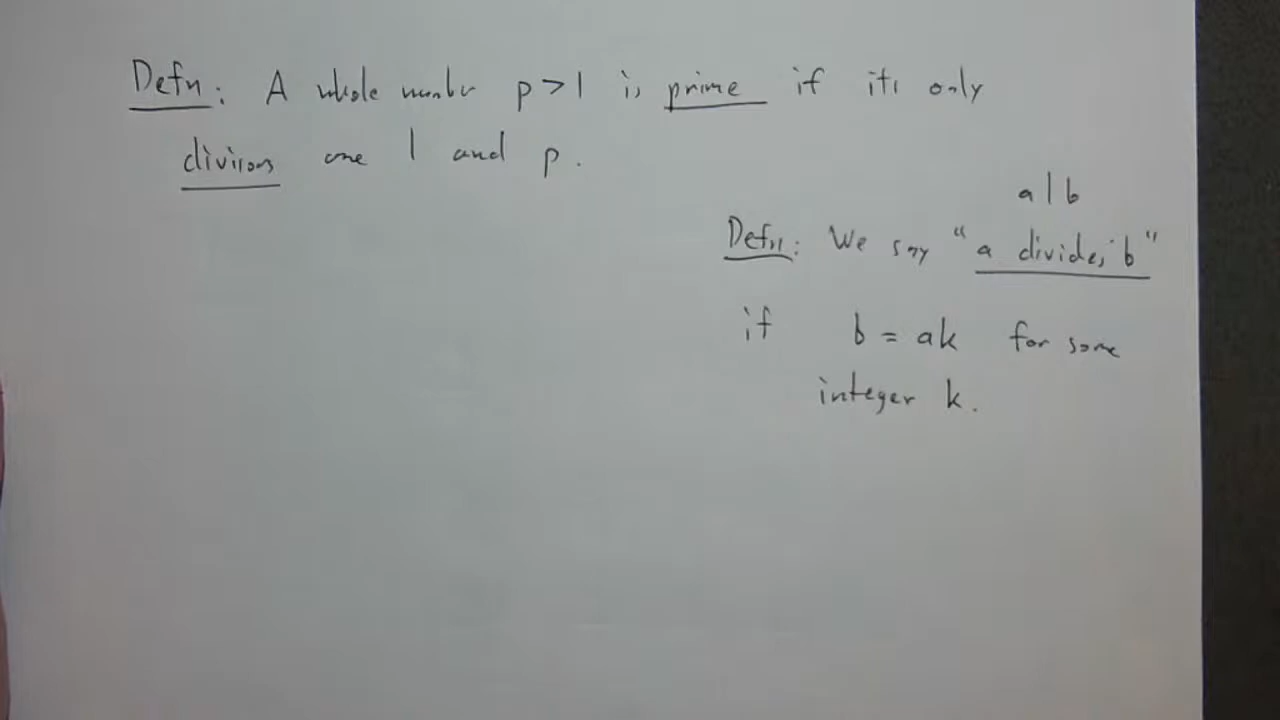 Defn: A whole number p > 1 is prime if its only
divisors are 1 and p.
a | b
Defn: We say "a divides b"
if b = ak for some
integer k.